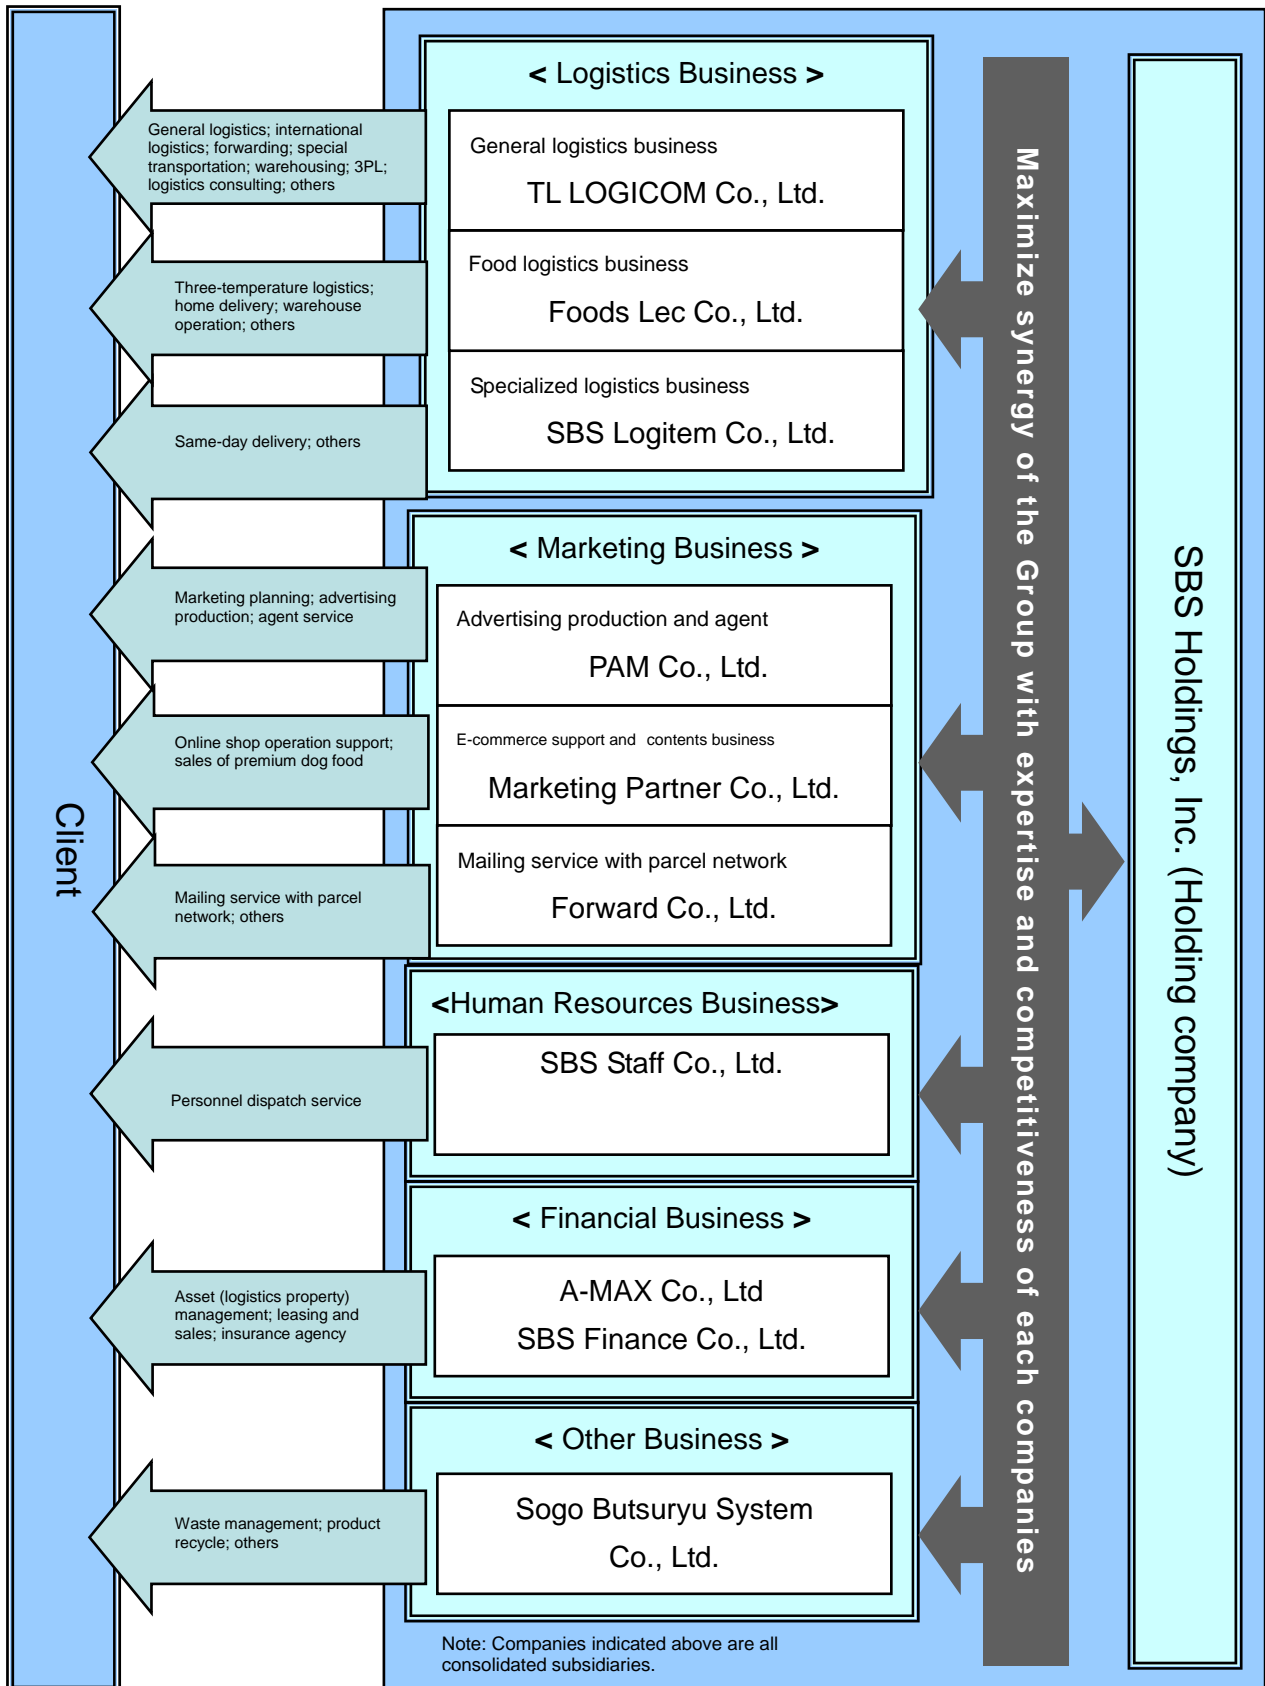 Client
General logistics; international
logistics; forwarding; special
transportation; warehousing; 3PL;
logistics consulting; others
Three-temperature logistics;
home delivery; warehouse
operation; others
Same-day delivery; others
Marketing planning; advertising
production; agent service
Online shop operation support;
sales of premium dog food
Mailing service with parcel
network; others
Personnel dispatch service
Asset (logistics property)
management; leasing and
sales; insurance agency
Waste management; product
recycle; others
< Logistics Business >
General logistics business
TL LOGICOM Co., Ltd.
Food logistics business
Foods Lec Co., Ltd.
Specialized logistics business
SBS Logitem Co., Ltd.
< Marketing Business >
Advertising production and agent
PAM Co., Ltd.
E-commerce support and contents business
Marketing Partner Co., Ltd.
Mailing service with parcel network
Forward Co., Ltd.
<Human Resources Business>
SBS Staff Co., Ltd.
< Financial Business >
A-MAX Co., Ltd
SBS Finance Co., Ltd.
< Other Business >
Sogo Butsuryu System
Co., Ltd.
Note: Companies indicated above are all
consolidated subsidiaries.
Maximize synergy of the Group with expertise and competitiveness of each companies
SBS Holdings, Inc. (Holding company)